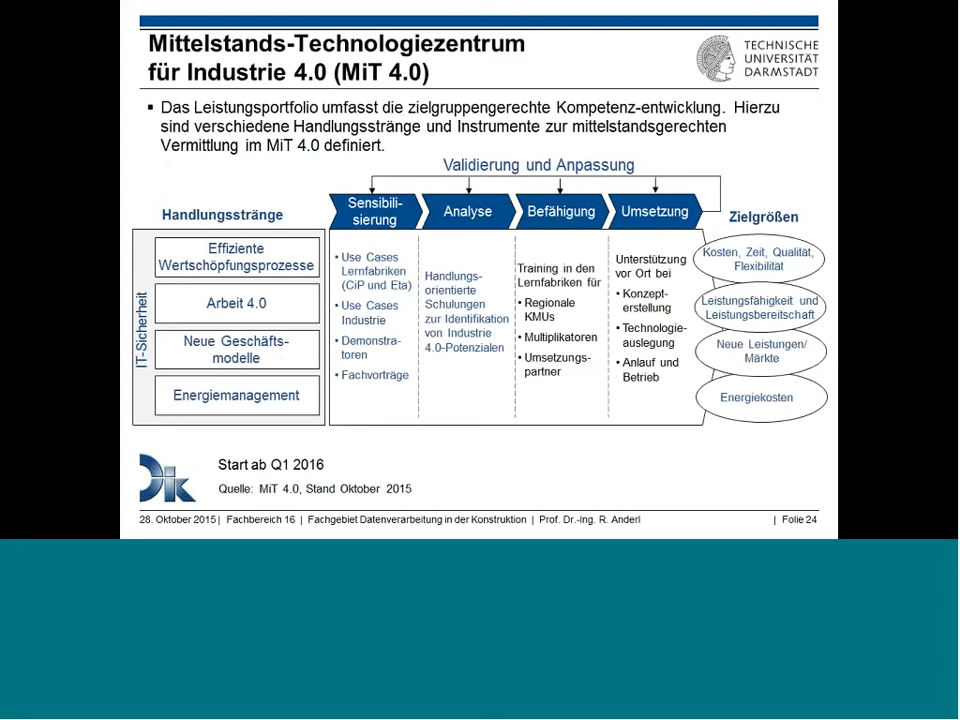 Mittelstands-Technologiezentrum
für Industrie 4.0 (MiT 4.0)
TECHNISCHE
UNIVERSITÄT
DARMSTADT
▪ Das Leistungsportfolio umfasst die zielgruppengerechte Kompetenz-entwicklung. Hierzu
sind verschiedene Handlungsstränge und Instrumente zur mittelstandsgerechten
Vermittlung im MiT 4.0 definiert.
Validierung und Anpassung
Handlungsstränge
Sensibili-
sierung
Analyse
Befähigung
Umsetzung
Zielgrößen
IT-Sicherheit
Effiziente
Wertschöpfungsprozesse
Arbeit 4.0
Neue Geschäfts-
modelle
Energiemanagement
• Use Cases
Lernfabriken
(CiP und Eta)
• Use Cases
Industrie
• Demonstra-
toren
• Fachvorträge
Handlungs-
orientierte
Schulungen
zur Identifikation
von Industrie
4.0-Potenzialen
Training in den
Lernfabriken für
• Regionale
KMUs
• Multiplikatoren
• Umsetzungs-
partner
Unterstützung
vor Ort bei
• Konzept-
erstellung
• Technologie-
auslegung
• Anlauf und
Betrieb
Kosten, Zeit, Qualität,
Flexibilität
Leistungsfähigkeit und
Leistungsbereitschaft
Neue Leistungen/
Märkte
Energiekosten
Start ab Q1 2016
Quelle: MiT 4.0, Stand Oktober 2015
DiK
28. Oktober 2015 | Fachbereich 16 | Fachgebiet Datenverarbeitung in der Konstruktion | Prof. Dr.-Ing. R. Anderl | Folie 24